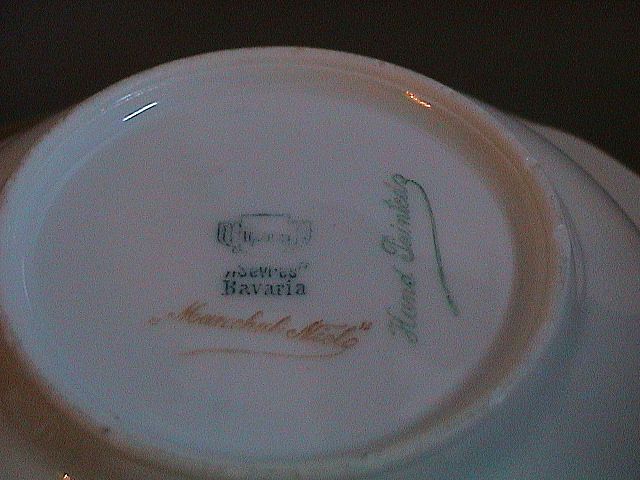 „Sevres"
Bavaria
"Marechal Niel"
Hand Painted